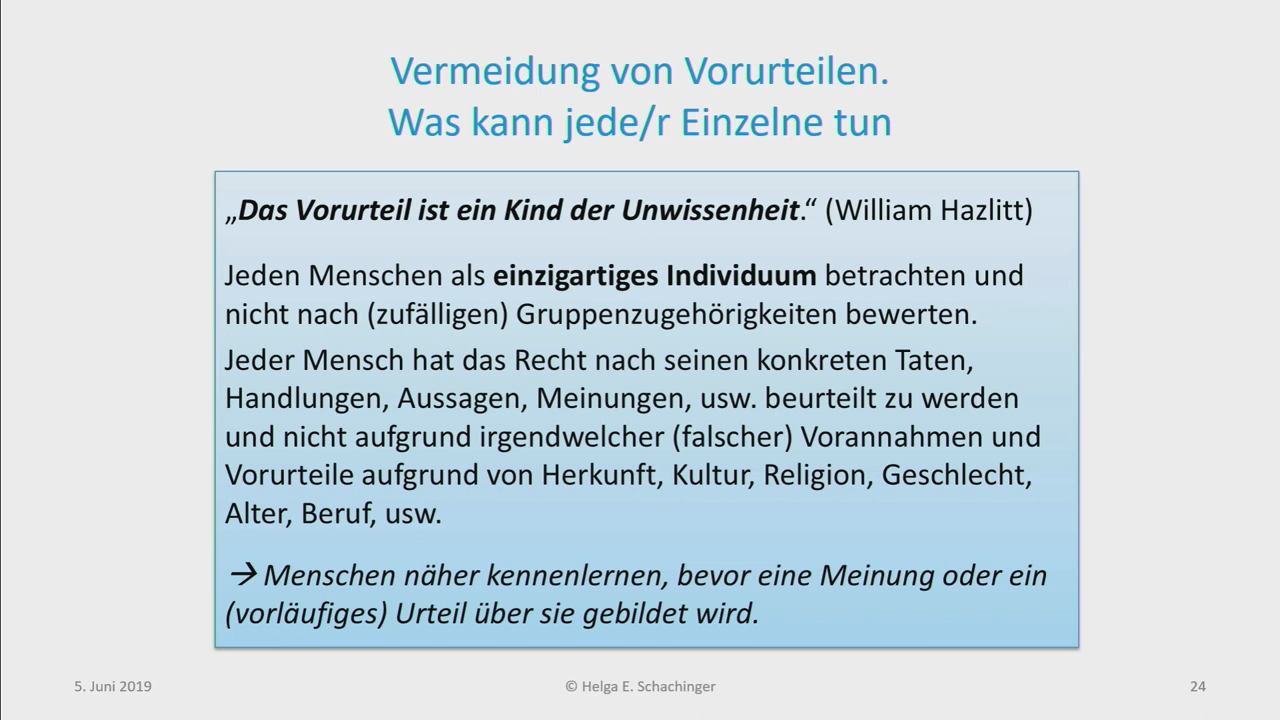 Vermeidung von Vorurteilen.
Was kann jede/r Einzelne tun
„Das Vorurteil ist ein Kind der Unwissenheit.“ (William Hazlitt)
Jeden Menschen als einzigartiges Individuum betrachten und
nicht nach (zufälligen) Gruppenzugehörigkeiten bewerten.
Jeder Mensch hat das Recht nach seinen konkreten Taten,
Handlungen, Aussagen, Meinungen, usw. beurteilt zu werden
und nicht aufgrund irgendwelcher (falscher) Vorannahmen und
Vorurteile aufgrund von Herkunft, Kultur, Religion, Geschlecht,
Alter, Beruf, usw.
→ Menschen näher kennenlernen, bevor eine Meinung oder ein
(vorläufiges) Urteil über sie gebildet wird.
5. Juni 2019
© Helga E. Schachinger
24